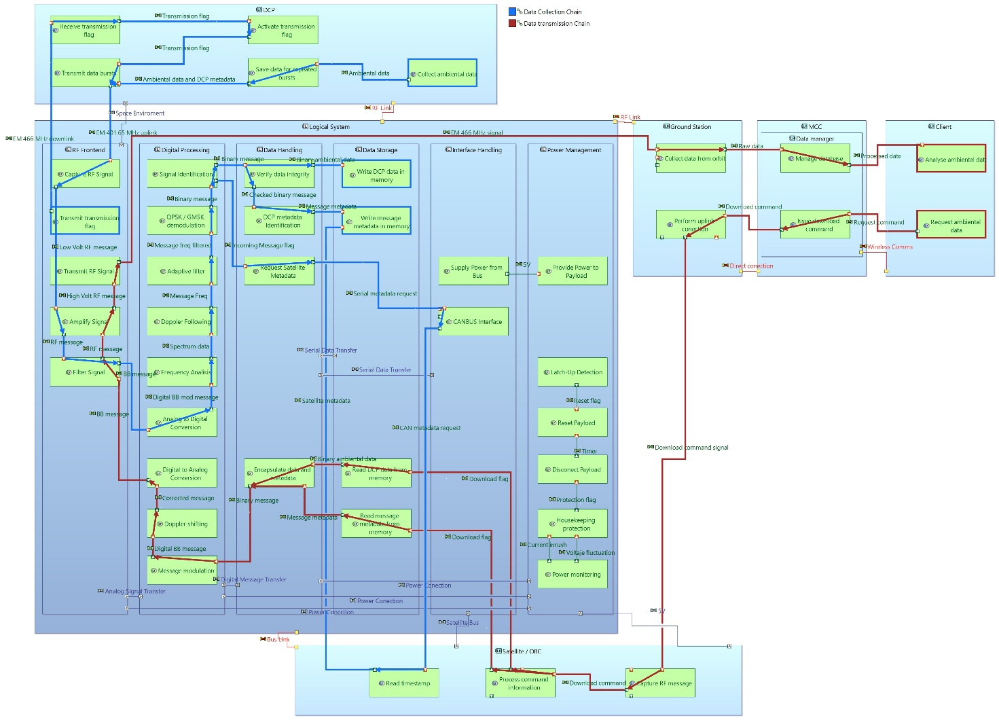 DCP
Data Collection Chain
Data transmission Chain
Transmission flag
Receive transmission
flag
Activate transmission
flag
Transmission flag
Transmit data bursts
Save data for repeated
bursts
Ambiental data
Collect ambiental data
Ambiental data and DCP metadata
Space Enviroment
RF Link
RF Link
EM 401.65 MHz uplink
EM 466 MHz downlink
EM 466 MHz signal
Logical System
Ground Station
MCC
Client
Data manager
RF Frontend
Digital Processing
Data Handling
Data Storage
Interface Handling
Power Management
Raw data
Processed data
Collect data from orbit
Manage database
Analyse ambiental data
Binary message
Binary ambiental data
Capture RF Signal
Signal Identification
Verify data integrity
Write DCP data in
memory
Binary message
Checked binary message
Message metadata
Download command
Transmit transmission
flag
QPSK / GMSK
demodulation
DCP metadata
Identification
Write message
metadata in memory
Perform uplink
conection
Issue download
command
Request command
Request ambiental
data
Low Volt RF message
Message freq filtered
Incoming Message flag
Wireless Comms
Direct conection
Transmit RF Signal
Adaptive filter
Request Satellite
Metadata
Supply Power from
Bus
5V
Provide Power to
Payload
High Volt RF message
Message Freq
Serial metadata request
Amplify Signal
Doppler Following
CANBUS Interface
RF message
RF message
Spectrum data
Serial Data Transfer
Filter Signal
BB message
Frequency Analisis
Serial Data Transfer
Latch-Up Detection
Digital BB mod message
Satellite metadata
Reset flag
BB message
Analog to Digital
Conversion
CAN metadata request
Reset Payload
Download command signal
Timer
Binary ambiental data
Digital to Analog
Conversion
Encapsulate data and
metadata
Read DCP data from
memory
Download flag
Disconect Payload
Corrected message
Binary message
Protection flag
Message metadata
Doppler shifting
Read message
metadata from
memory
Housekeeping
protection
Download flag
Digital BB message
Current inrush
Voltaje fluctuation
Message modulation
Power monitoring
Digital Message Transfer
Power Conection
Analog Signal Transfer
Power Conection
Power Conection
5V
Satellite Bus
Bus Link
Satellite / OBC
Read timestamp
Process command
information
Download command
Capture RF message